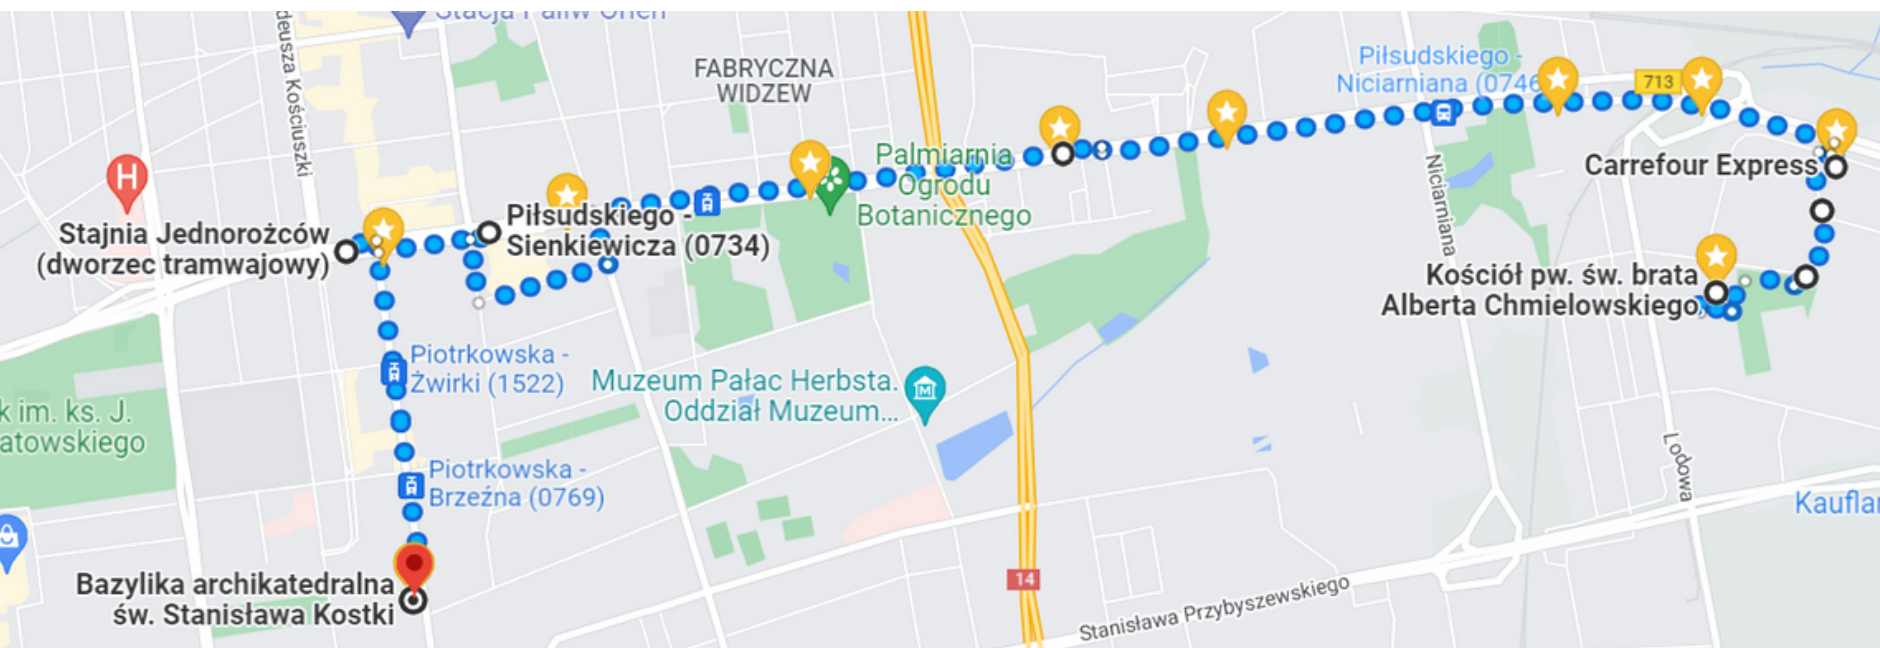 Stacja Paliw Orlen
deusza Kościuszki
FABRYCZNA
WIDZEW
Piłsudskiego -
Niciarniana (0746
713
H
Palmiarnia
Ogrodu
Botanicznego
Carrefour Express
Niciarniana
Stajnia Jednorożców
(dworzec tramwajowy)
Piłsudskiego -
Sienkiewicza (0734)
Kościół pw. św. brata
Alberta Chmielowskiego
Piotrkowska -
Żwirki (1522)
Muzeum Pałac Herbsta.
Oddział Muzeum...
M
k im. ks. J.
atowskiego
Piotrkowska -
Brzeźna (0769)
Lodowa
Kauflan
Bazylika archikatedralna
św. Stanisława Kostki
14
Stanisława Przybyszewskiego